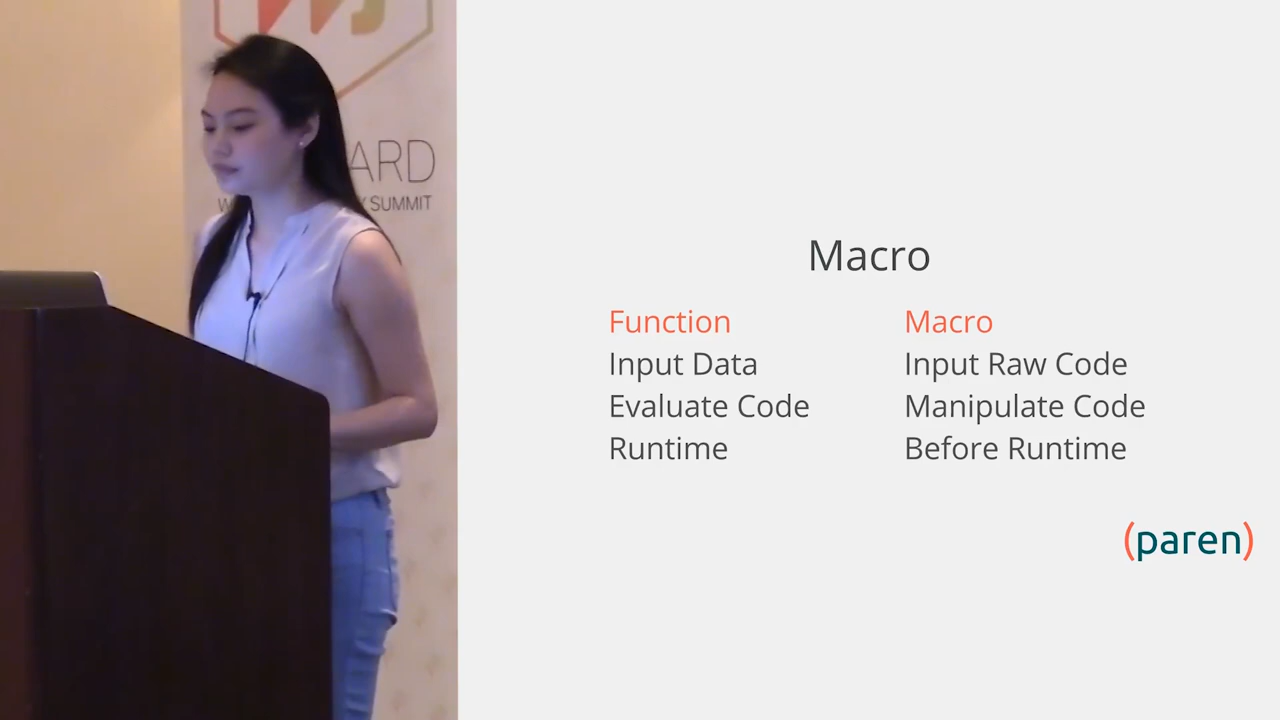 ARD
SUMMIT
Macro
Function Macro
Input Data Input Raw Code
Evaluate Code Manipulate Code
Runtime Before Runtime
(paren)